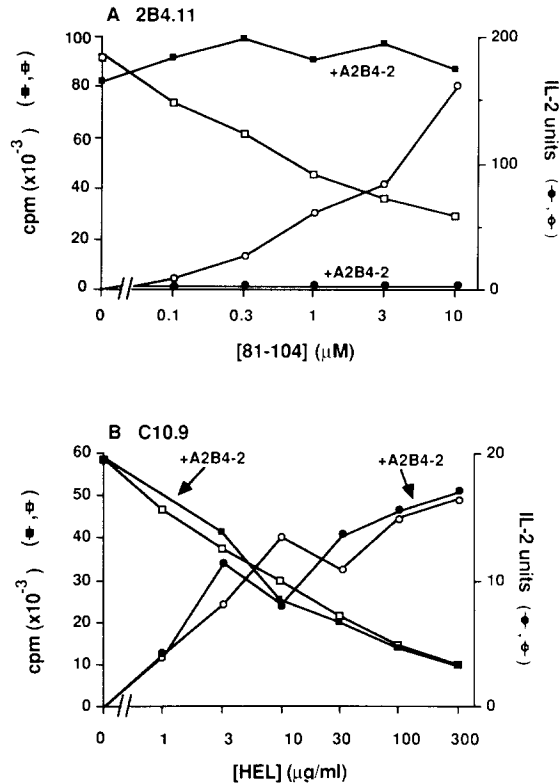 A 2B4.11
100
80
60
40
20
0
cpm (x10⁻³) (■, □)
200
100
0
IL-2 units (●, ○)
+A2B4-2
+A2B4-2
0 0.1 0.3 1 3 10
[81-104] (μM)
B C10.9
60
50
40
30
20
10
0
cpm (x10⁻³) (■, □)
20
10
0
IL-2 units (●, ○)
+A2B4-2
+A2B4-2
0 1 3 10 30 100 300
[HEL] (μg/ml)